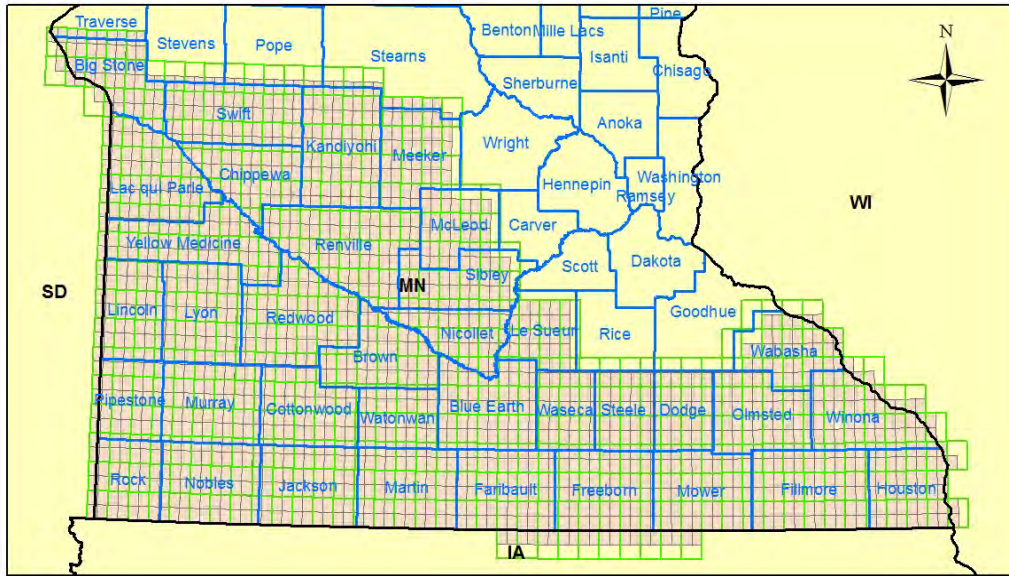 Traverse
Benton
Mille Lacs
Pine
Stevens
Pope
Stearns
Isanti
N
Big Stone
Sherburne
Chisago
Swift
Anoka
Kandiyohi
Meeker
Wright
Chippewa
Washington
Hennepin
Ramsey
Lac qui Parle
WI
McLeod
Carver
Yellow Medicine
Renville
Dakota
Scott
Sibley
MN
SD
Lincoln
Lyon
Redwood
Goodhue
Nicollet
Le Sueur
Rice
Brown
Wabasha
Pipestone
Murray
Cottonwood
Watonwan
Blue Earth
Waseca
Steele
Dodge
Olmsted
Winona
Rock
Nobles
Jackson
Martin
Faribault
Freeborn
Mower
Fillmore
Houston
IA